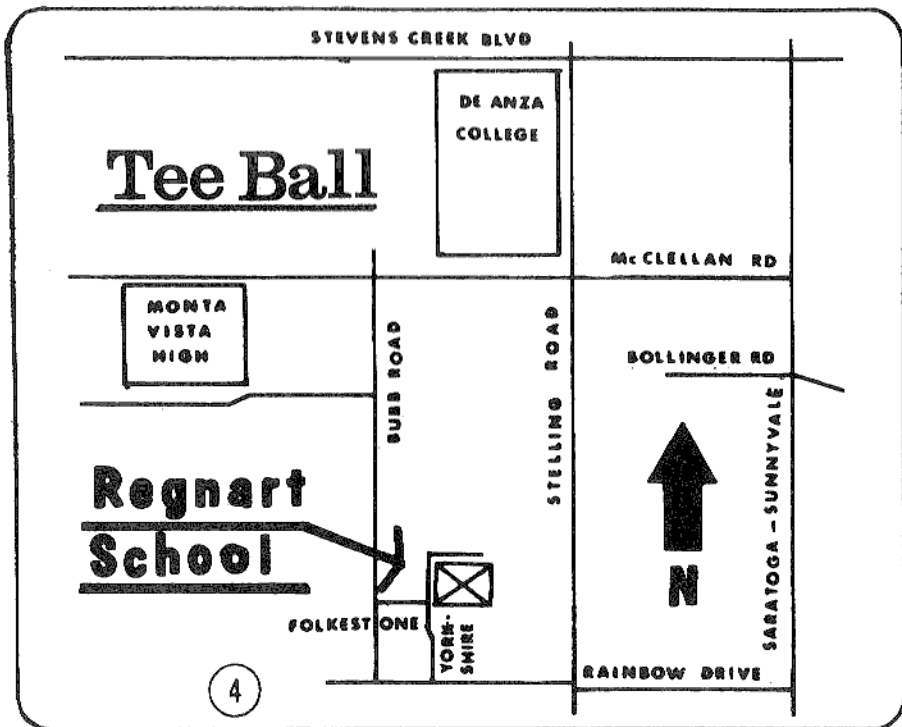 STEVENS CREEK BLVD
DE ANZA
COLLEGE
Tee Ball
McCLELLAN RD
MONTA
VISTA
HIGH
BUBB ROAD
STELLING ROAD
BOLLINGER RD
SARATOGA - SUNNYVALE
Regnart
School
N
FOLKESTONE
YORK-
SHIRE
RAINBOW DRIVE
4